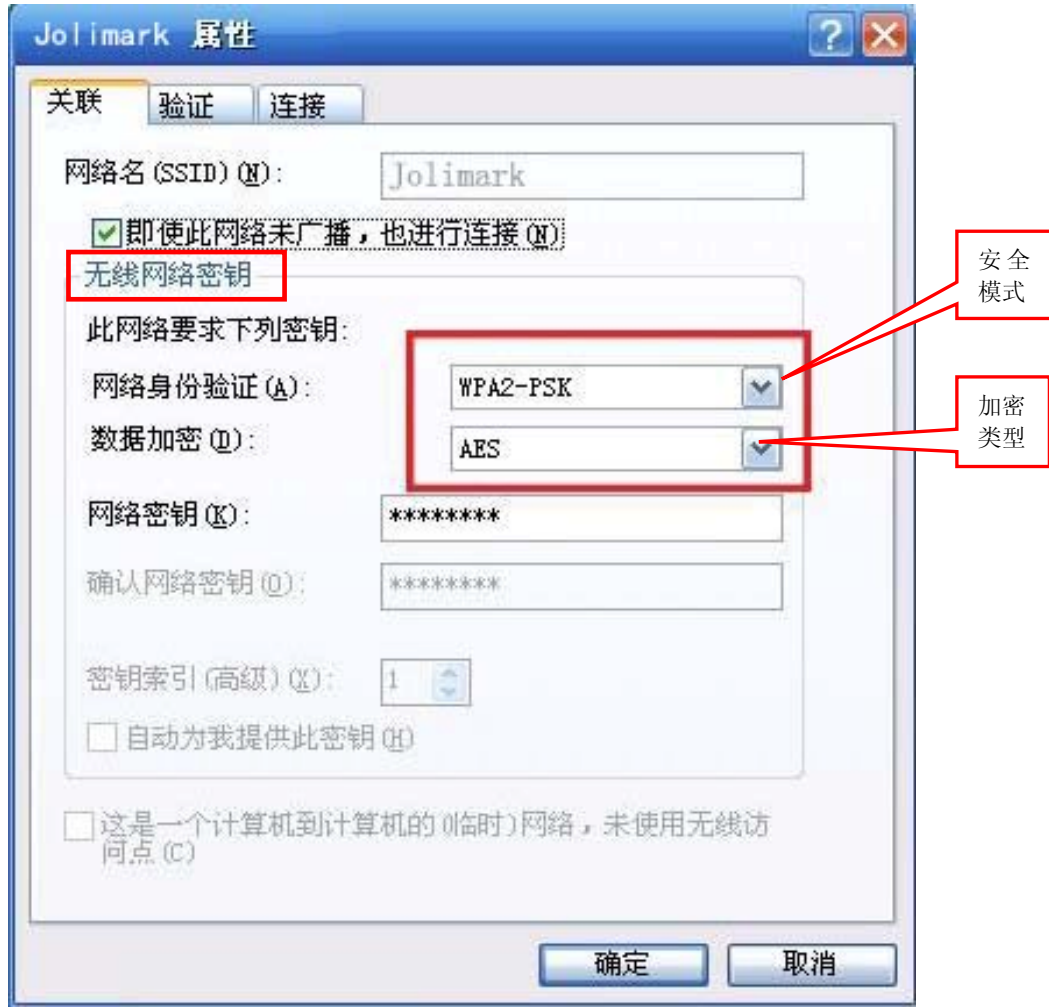 Jolimark 属性
关联 验证 连接
网络名(SSID)(N): Jolimark
即使此网络未广播，也进行连接(N)
无线网络密钥
安全
模式
此网络要求下列密钥:
网络身份验证(A): WPA2-PSK
加密
类型
数据加密(D): AES
网络密钥(K): ********
确认网络密钥(O): ********
密钥索引(高级)(X): 1
自动为我提供此密钥(H)
这是一个计算机到计算机的(临时)网络，未使用无线访
问点(C)
确定 取消